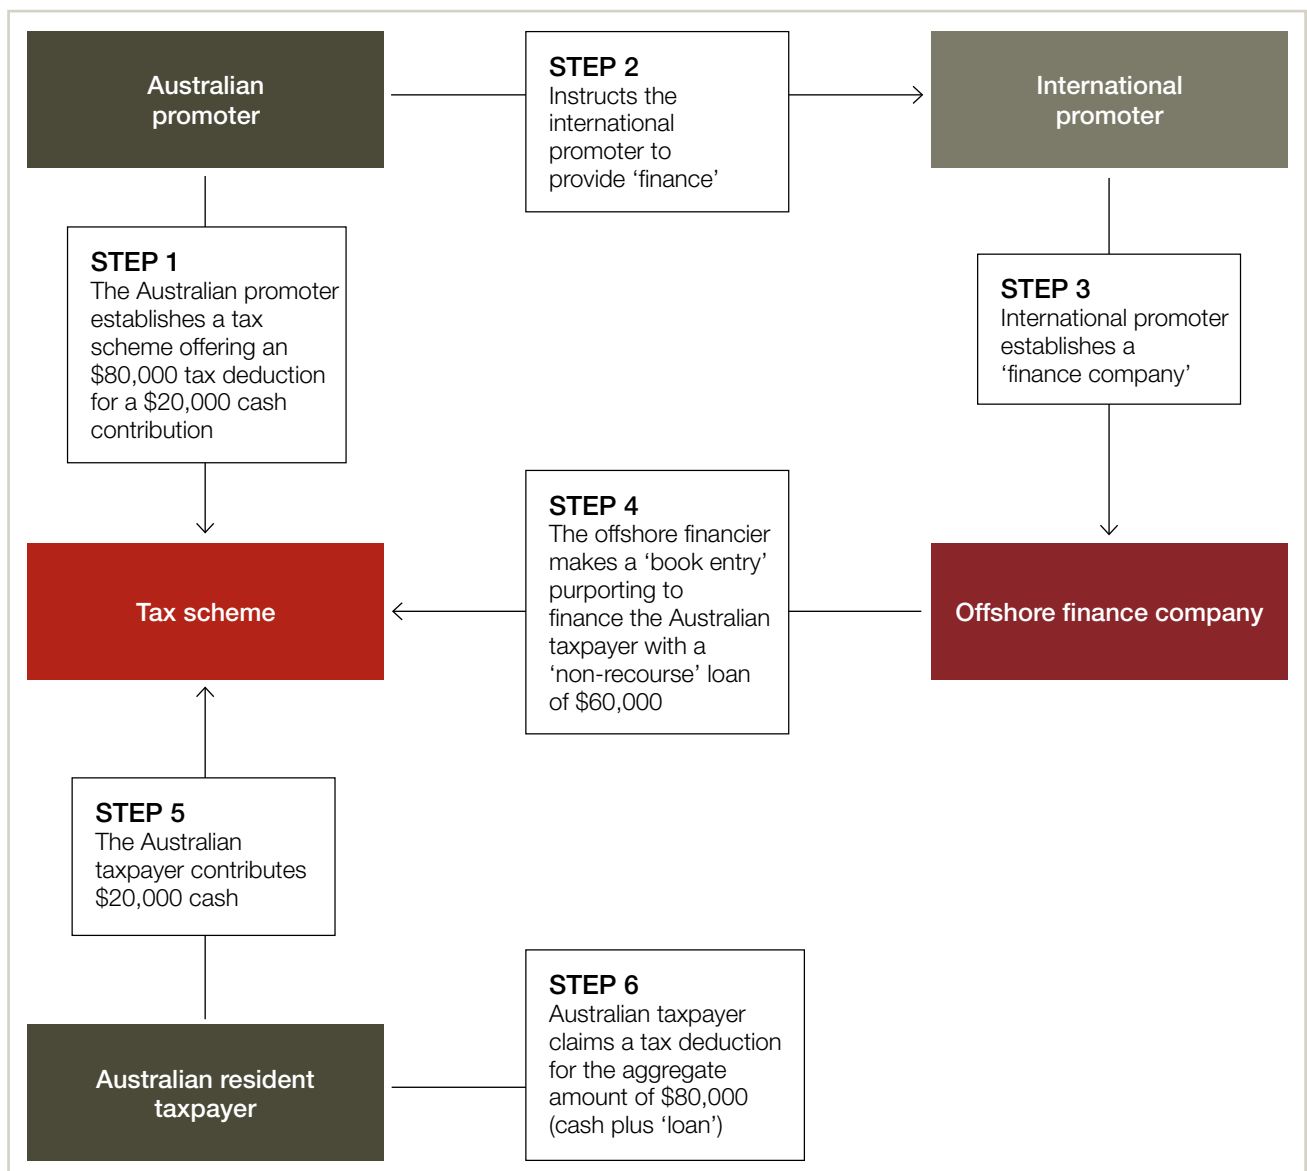 Australian
promoter
STEP 2
Instructs the
international
promoter to
provide ‘finance’
International
promoter
STEP 1
The Australian promoter
establishes a tax
scheme offering an
$80,000 tax deduction
for a $20,000 cash
contribution
STEP 3
International promoter
establishes a
‘finance company’
Tax scheme
STEP 4
The offshore financier
makes a ‘book entry’
purporting to
finance the Australian
taxpayer with a
‘non-recourse’ loan
of $60,000
Offshore finance company
STEP 5
The Australian
taxpayer contributes
$20,000 cash
Australian resident
taxpayer
STEP 6
Australian taxpayer
claims a tax deduction
for the aggregate
amount of $80,000
(cash plus ‘loan’)